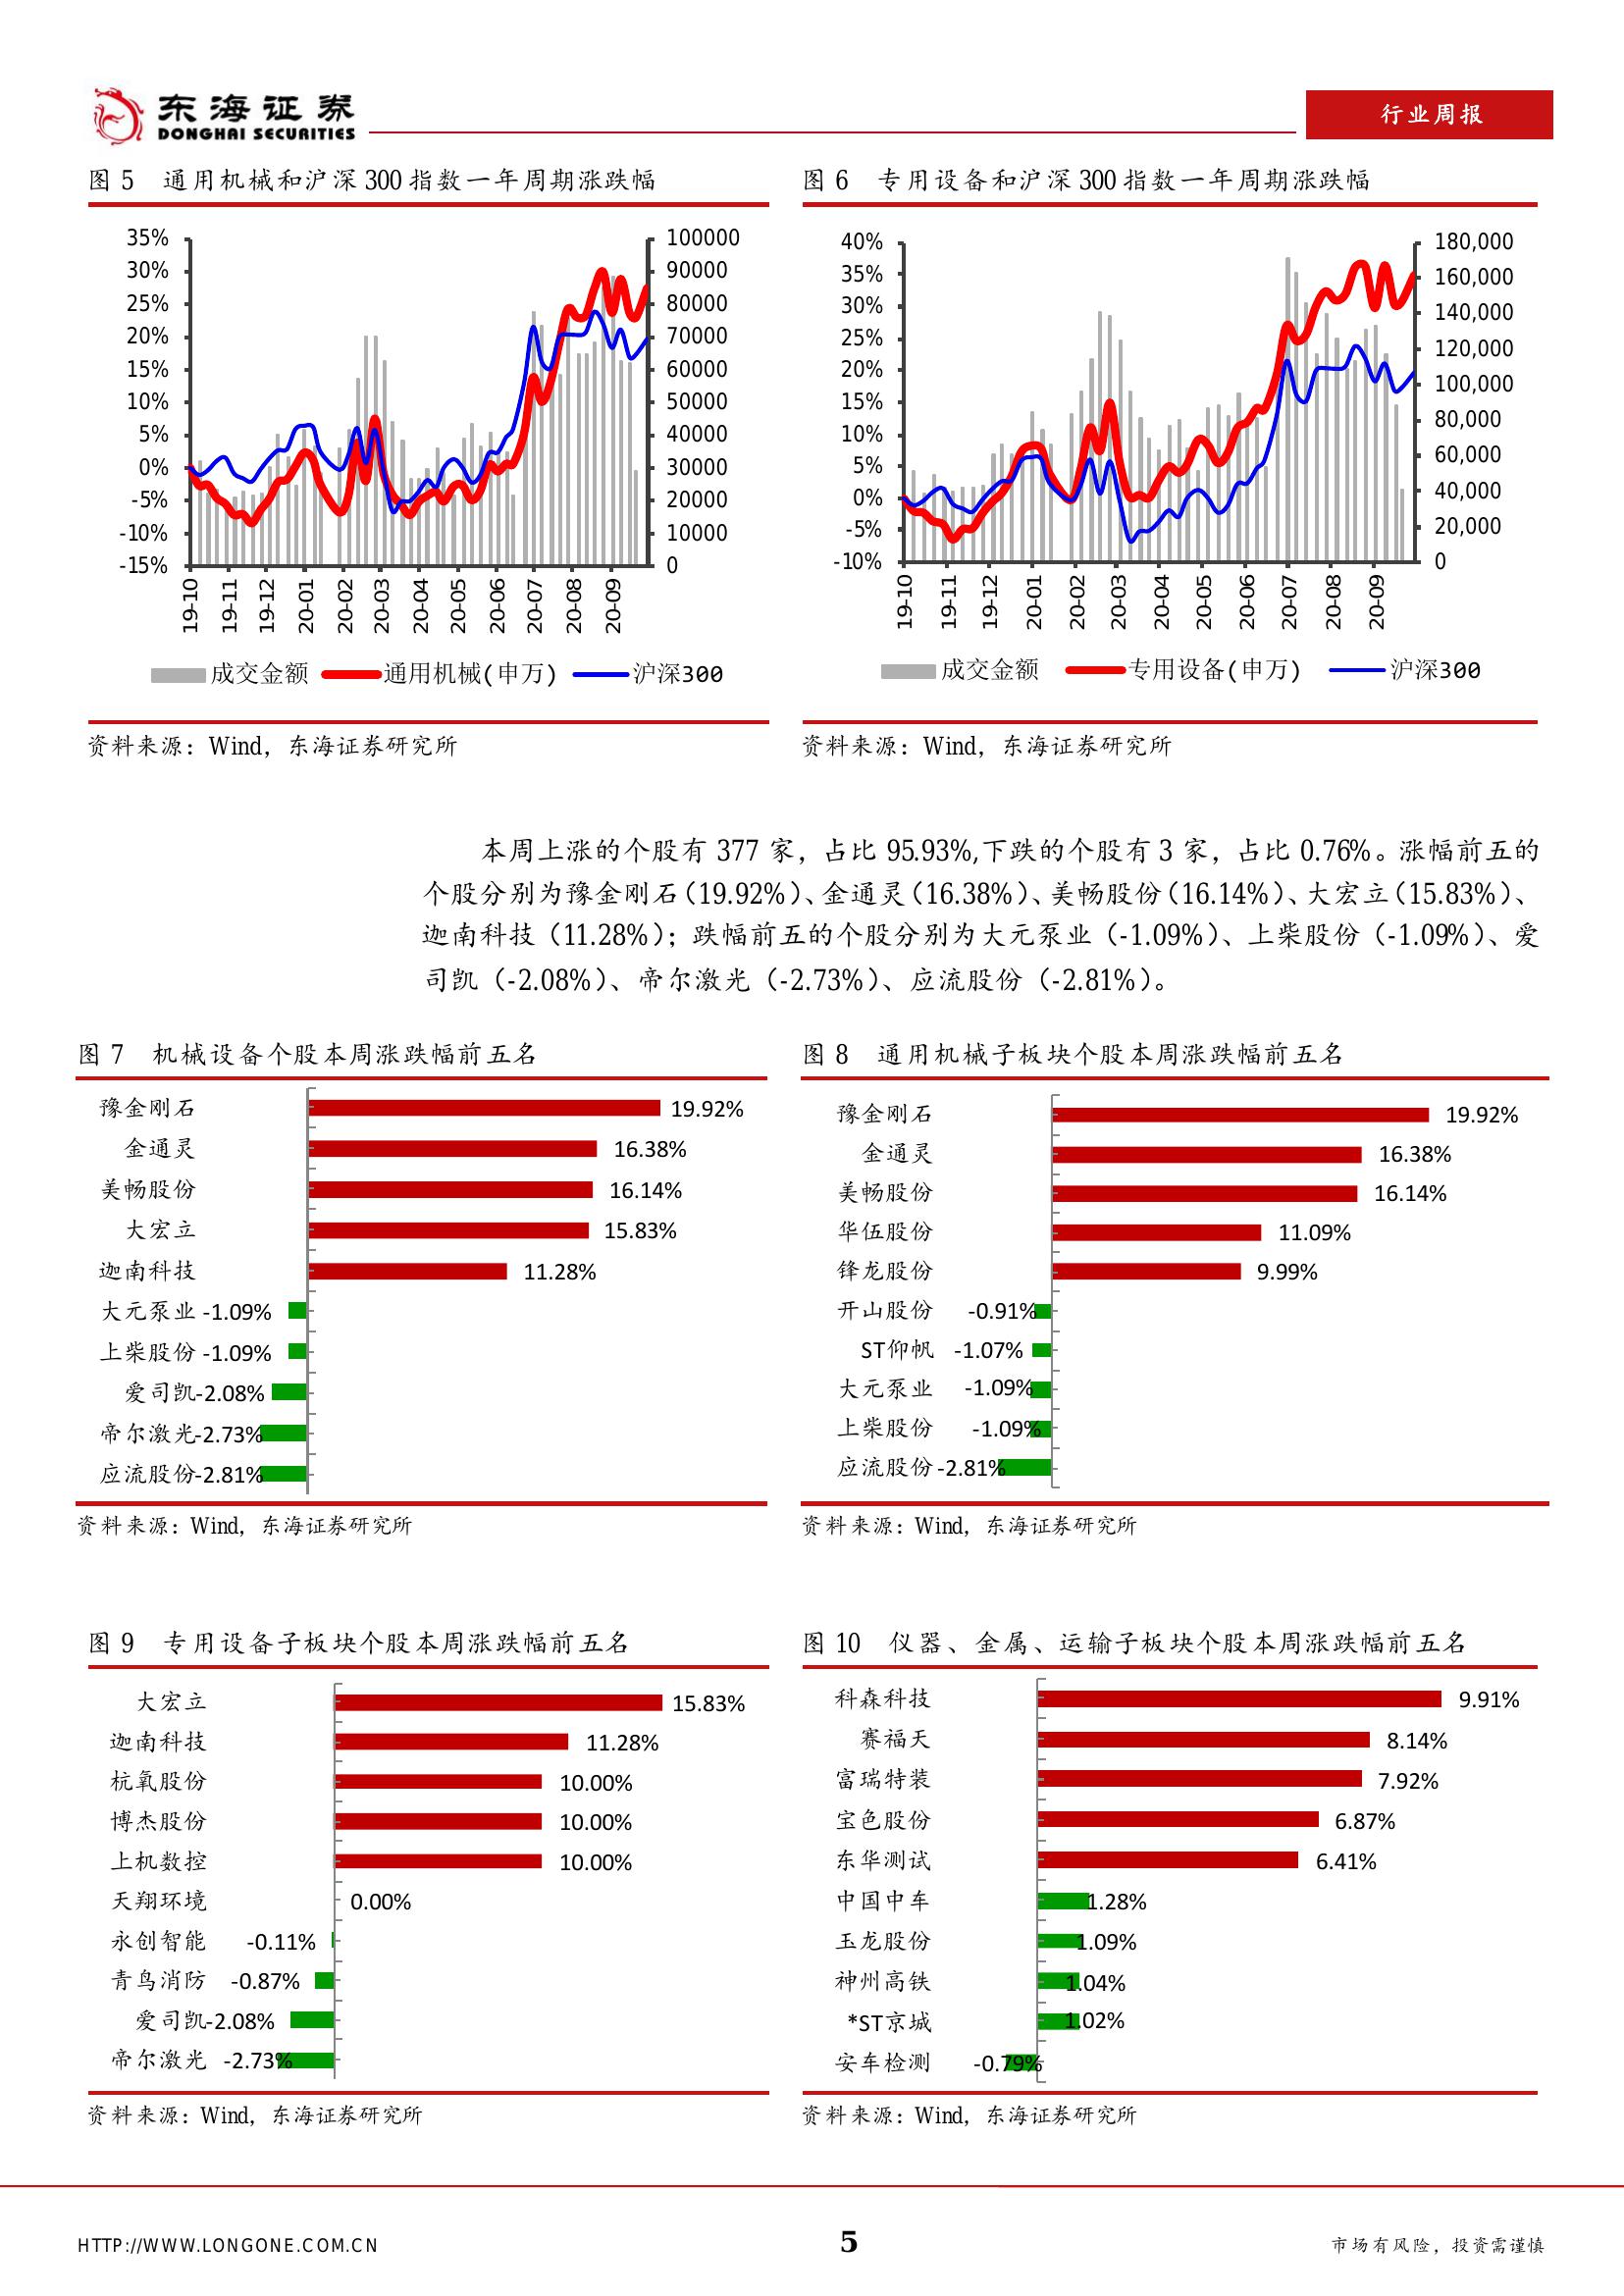 东海证券
DONGHAI SECURITIES
行业周报
图 5 通用机械和沪深 300 指数一年周期涨跌幅
35%
30%
25%
20%
15%
10%
5%
0%
-5%
-10%
-15%
100000
90000
80000
70000
60000
50000
40000
30000
20000
10000
0
19-10
19-11
19-12
20-01
20-02
20-03
20-04
20-05
20-06
20-07
20-08
20-09
成交金额 通用机械(申万) 沪深300
资料来源：Wind，东海证券研究所
图 6 专用设备和沪深 300 指数一年周期涨跌幅
40%
35%
30%
25%
20%
15%
10%
5%
0%
-5%
-10%
180,000
160,000
140,000
120,000
100,000
80,000
60,000
40,000
20,000
0
19-10
19-11
19-12
20-01
20-02
20-03
20-04
20-05
20-06
20-07
20-08
20-09
成交金额 专用设备(申万) 沪深300
资料来源：Wind，东海证券研究所
本周上涨的个股有 377 家，占比 95.93%,下跌的个股有 3 家，占比 0.76%。涨幅前五的
个股分别为豫金刚石（19.92%）、金通灵（16.38%）、美畅股份（16.14%）、大宏立（15.83%）、
迦南科技（11.28%）；跌幅前五的个股分别为大元泵业（-1.09%）、上柴股份（-1.09%）、爱
司凯（-2.08%）、帝尔激光（-2.73%）、应流股份（-2.81%）。
图 7 机械设备个股本周涨跌幅前五名
豫金刚石 19.92%
金通灵 16.38%
美畅股份 16.14%
大宏立 15.83%
迦南科技 11.28%
大元泵业 -1.09%
上柴股份 -1.09%
爱司凯 -2.08%
帝尔激光 -2.73%
应流股份 -2.81%
资料来源：Wind，东海证券研究所
图 8 通用机械子板块个股本周涨跌幅前五名
豫金刚石 19.92%
金通灵 16.38%
美畅股份 16.14%
华伍股份 11.09%
锋龙股份 9.99%
开山股份 -0.91%
ST仰帆 -1.07%
大元泵业 -1.09%
上柴股份 -1.09%
应流股份 -2.81%
资料来源：Wind，东海证券研究所
图 9 专用设备子板块个股本周涨跌幅前五名
大宏立 15.83%
迦南科技 11.28%
杭氧股份 10.00%
博杰股份 10.00%
上机数控 10.00%
天翔环境 0.00%
永创智能 -0.11%
青鸟消防 -0.87%
爱司凯 -2.08%
帝尔激光 -2.73%
资料来源：Wind，东海证券研究所
图 10 仪器、金属、运输子板块个股本周涨跌幅前五名
科森科技 9.91%
赛福天 8.14%
富瑞特装 7.92%
宝色股份 6.87%
东华测试 6.41%
中国中车 1.28%
玉龙股份 1.09%
神州高铁 1.04%
*ST京城 1.02%
安车检测 -0.79%
资料来源：Wind，东海证券研究所
HTTP://WWW.LONGONE.COM.CN
5
市场有风险，投资需谨慎